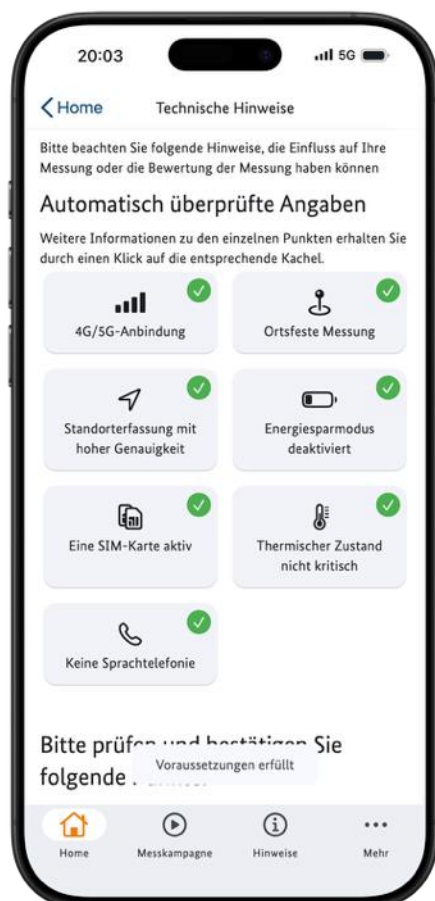 20:03
5G
Home
Technische Hinweise
Bitte beachten Sie folgende Hinweise, die Einfluss auf Ihre
Messung oder die Bewertung der Messung haben können
Automatisch überprüfte Angaben
Weitere Informationen zu den einzelnen Punkten erhalten Sie
durch einen Klick auf die entsprechende Kachel.
4G/5G-Anbindung
Ortsfeste Messung
Standorterfassung mit
hoher Genauigkeit
Energiesparmodus
deaktiviert
Eine SIM-Karte aktiv
Thermischer Zustand
nicht kritisch
Keine Sprachtelefonie
Bitte prüfen und bestätigen Sie
folgende
Voraussetzungen erfüllt
Home
Messkampagne
Hinweise
Mehr